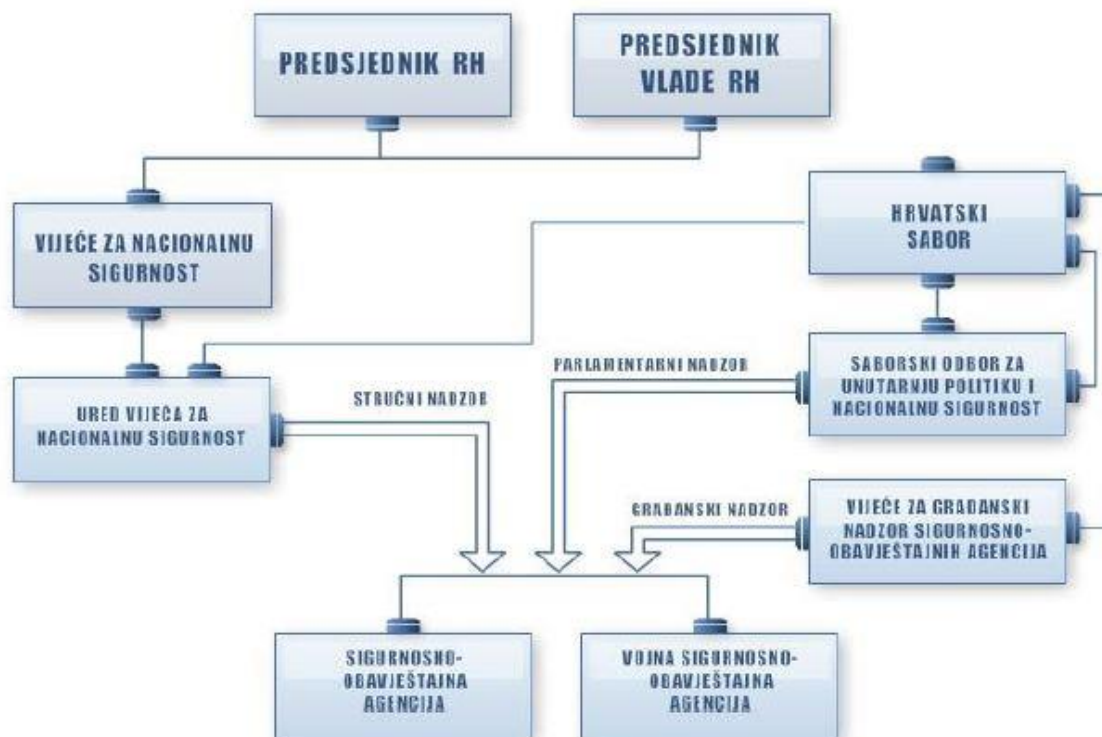 PREDSJEDNIK RH
PREDSJEDNIK
VLADE RH
VIJEĆE ZA NACIONALNU
SIGURNOST
HRVATSKI
SABOR
URED VIJEĆA ZA
NACIONALNU SIGURNOST
STRUČNI NADZOR
PARLAMENTARNI NADZOR
SABORSKI ODBOR ZA
UNUTARNJU POLITIKU I
NACIONALNU SIGURNOST
GRAĐANSKI NADZOR
VIJEĆE ZA GRAĐANSKI
NADZOR SIGURNOSNO-
OBAVJEŠTAJNIH AGENCIJA
SIGURNOSNO-
OBAVJEŠTAJNA
AGENCIJA
VOJNA SIGURNOSNO-
OBAVJEŠTAJNA
AGENCIJA